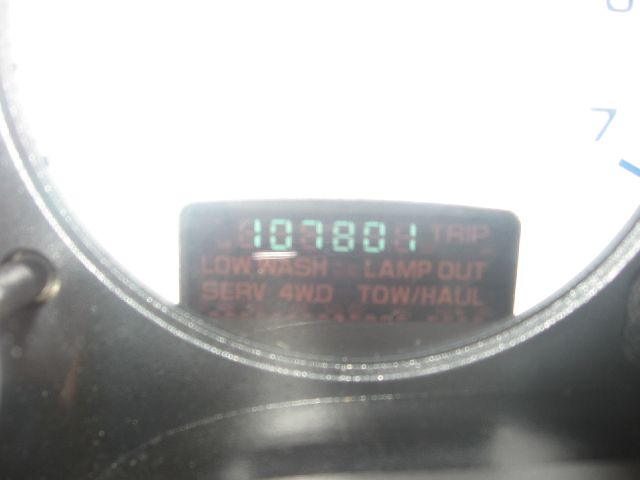 7
107801 TRIP
LOW WASH LAMP OUT
SERV 4WD TOW/HAUL